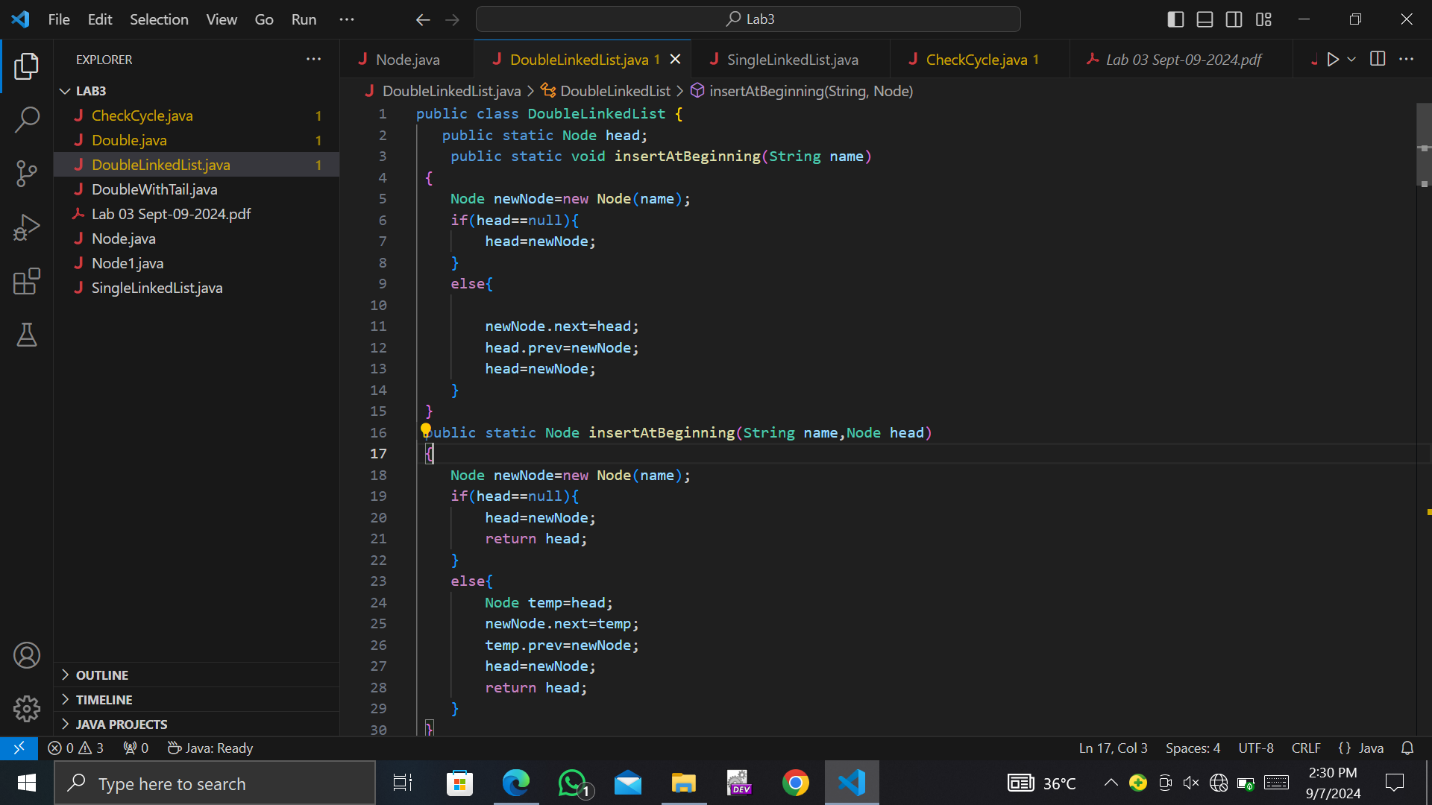 File Edit Selection View Go Run ··· Lab3
EXPLORER ···
LAB3
CheckCycle.java 1
Double.java 1
DoubleLinkedList.java 1
DoubleWithTail.java
Lab 03 Sept-09-2024.pdf
Node.java
Node1.java
SingleLinkedList.java
OUTLINE
TIMELINE
JAVA PROJECTS
Node.java DoubleLinkedList.java 1 SingleLinkedList.java CheckCycle.java 1 Lab 03 Sept-09-2024.pdf ···
DoubleLinkedList.java > DoubleLinkedList > insertAtBeginning(String, Node)
1 public class DoubleLinkedList {
2 public static Node head;
3 public static void insertAtBeginning(String name)
4 {
5 Node newNode=new Node(name);
6 if(head==null){
7 head=newNode;
8 }
9 else{
10
11 newNode.next=head;
12 head.prev=newNode;
13 head=newNode;
14 }
15 }
16 public static Node insertAtBeginning(String name,Node head)
17 {
18 Node newNode=new Node(name);
19 if(head==null){
20 head=newNode;
21 return head;
22 }
23 else{
24 Node temp=head;
25 newNode.next=temp;
26 temp.prev=newNode;
27 head=newNode;
28 return head;
29 }
30 }
0 3 0 Java: Ready Ln 17, Col 3 Spaces: 4 UTF-8 CRLF {} Java
Type here to search 1 DEV 36°C 2:30 PM
9/7/2024